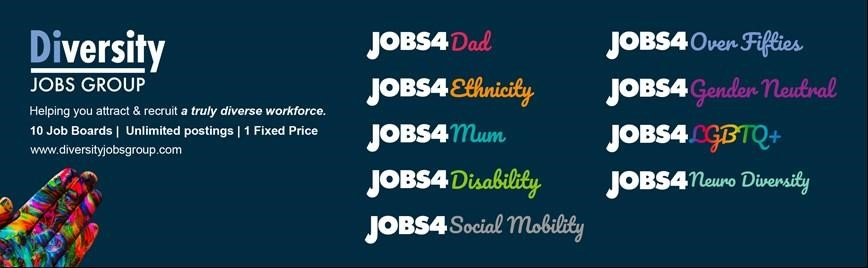 Diversity
JOBS GROUP
Helping you attract & recruit a truly diverse workforce.
10 Job Boards | Unlimited postings | 1 Fixed Price
www.diversityjobsgroup.com
JOBS4 Dad
JOBS4 Ethnicity
JOBS4 Mum
JOBS4 Disability
JOBS4 Social Mobility
JOBS4 Over Fifties
JOBS4 Gender Neutral
JOBS4 LGBTQ+
JOBS4 Neuro Diversity